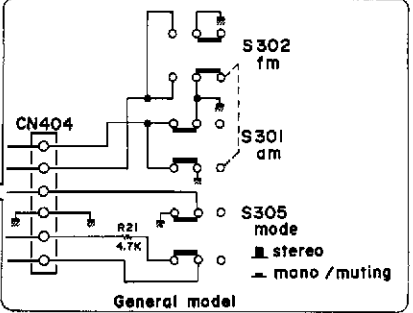 S302
fm
CN404
S301
am
R21
4.7K
S305
mode
stereo
mono/muting
General model